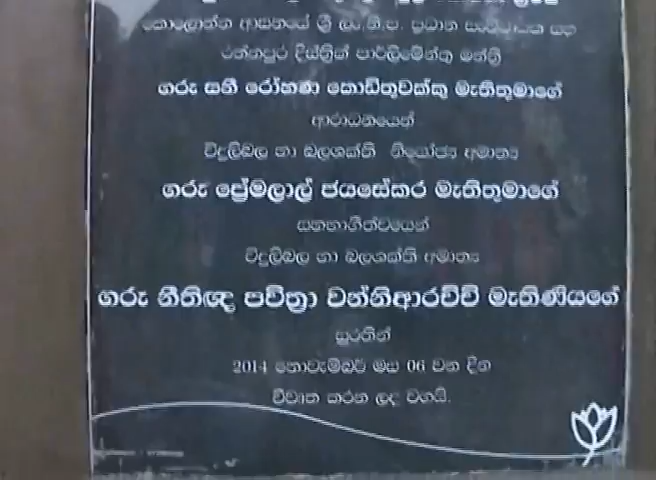 කොලොන්න ආසනයේ ශ්‍රී ලං.නි.ප. ප්‍රධාන සංවිධායක සහ
රත්නපුර දිස්ත්‍රික් පාර්ලිමේන්තු මන්ත්‍රී
ගරු සනී රෝහණ කොඩිතුවක්කු මැතිතුමාගේ
ආරාධනයෙන්
විදුලිබල හා බලශක්ති නියෝජ්‍ය අමාත්‍ය
ගරු ප්‍රේමලාල් ජයසේකර මැතිතුමාගේ
සහභාගීත්වයෙන්
විදුලිබල හා බලශක්ති අමාත්‍ය
ගරු නීතිඥ පවිත්‍රා වන්නිආරච්චි මැතිණියගේ
සුරතින්
2014 නොවැම්බර් මස 06 වන දින
විවෘත කරන ලද වගයි.